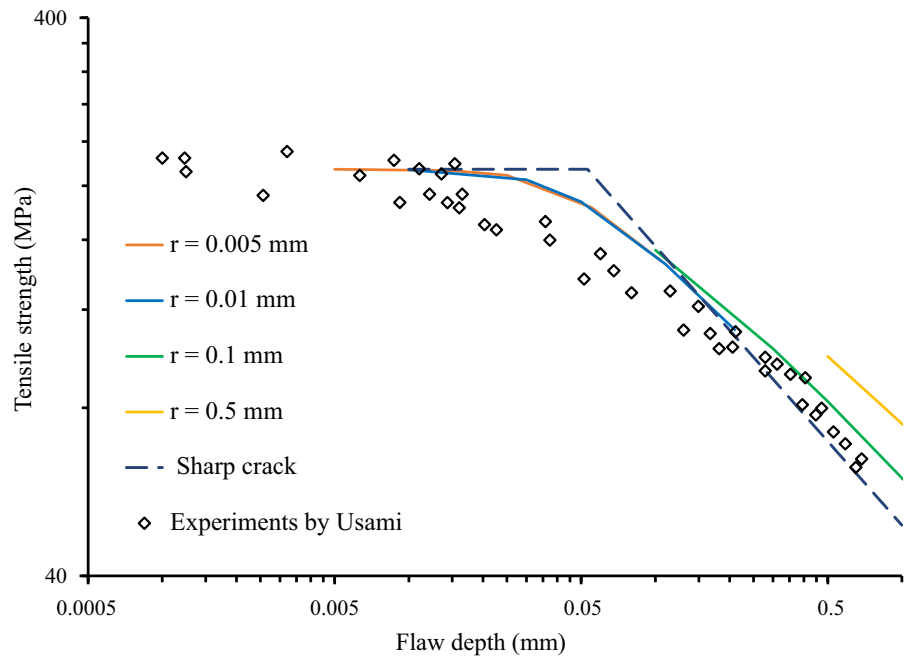 400
Tensile strength (MPa)
r = 0.005 mm
r = 0.01 mm
r = 0.1 mm
r = 0.5 mm
Sharp crack
Experiments by Usami
40
0.0005
0.005
0.05
0.5
Flaw depth (mm)